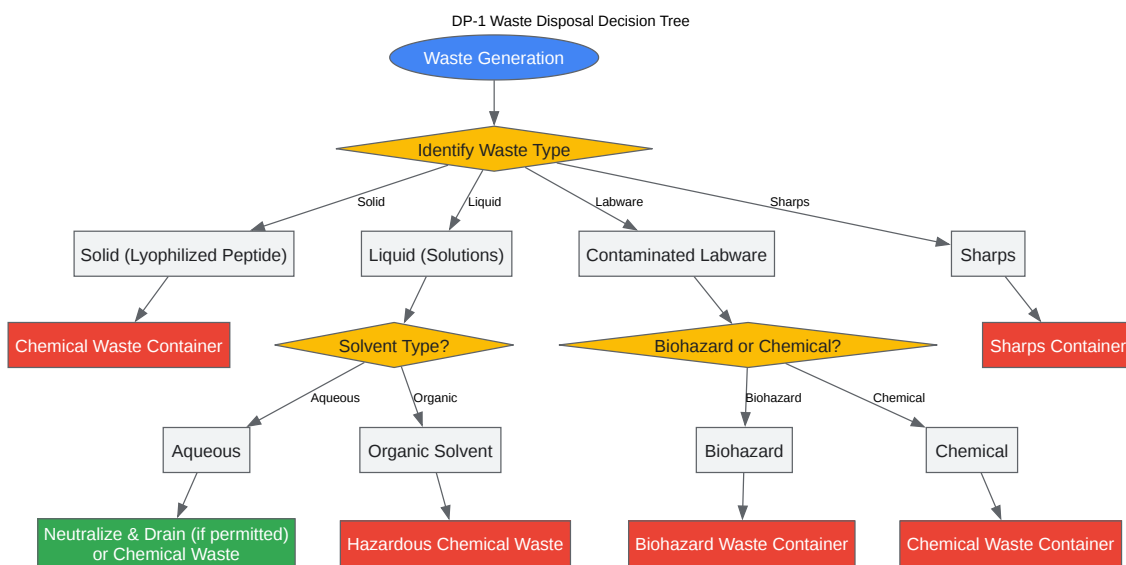 DP-1 Waste Disposal Decision Tree
Waste Generation
Identify Waste Type
Solid
Liquid
Labware
Sharps
Solid (Lyophilized Peptide)
Liquid (Solutions)
Contaminated Labware
Sharps
Chemical Waste Container
Solvent Type?
Biohazard or Chemical?
Sharps Container
Aqueous
Organic
Biohazard
Chemical
Aqueous
Organic Solvent
Biohazard
Chemical
Neutralize & Drain (if permitted)
or Chemical Waste
Hazardous Chemical Waste
Biohazard Waste Container
Chemical Waste Container